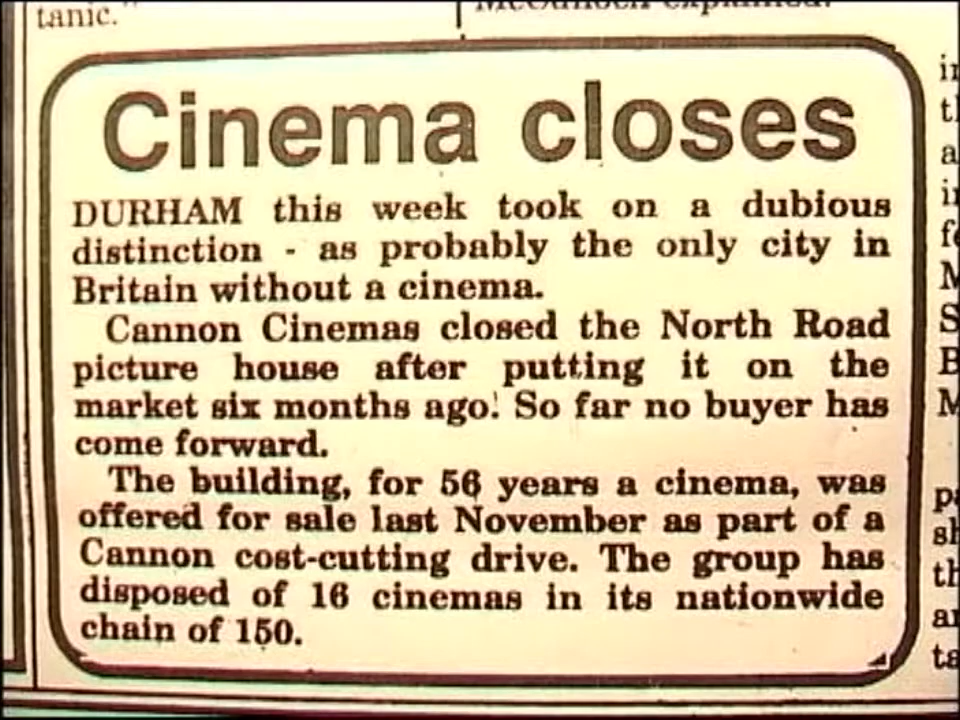 tanic."
McCulloch explained.
Cinema closes
DURHAM this week took on a dubious
distinction - as probably the only city in
Britain without a cinema.
Cannon Cinemas closed the North Road
picture house after putting it on the
market six months ago. So far no buyer has
come forward.
The building, for 56 years a cinema, was
offered for sale last November as part of a
Cannon cost-cutting drive. The group has
disposed of 16 cinemas in its nationwide
chain of 150.